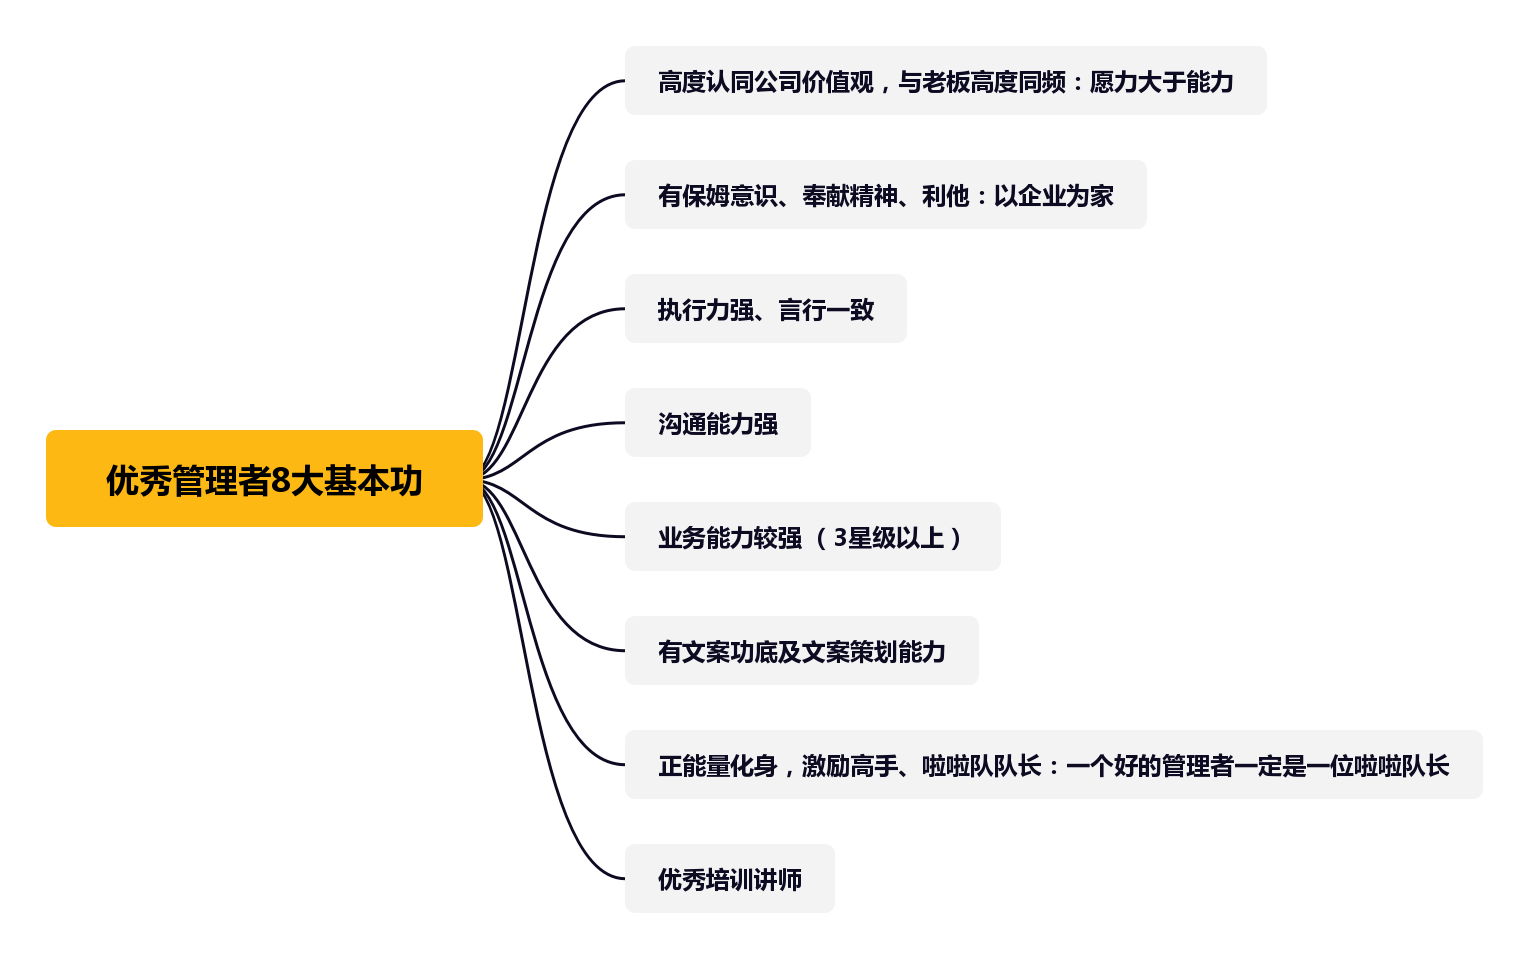 高度认同公司价值观，与老板高度同频：愿力大于能力
有保姆意识、奉献精神、利他：以企业为家
执行力强、言行一致
沟通能力强
优秀管理者8大基本功
业务能力较强（3星级以上）
有文案功底及文案策划能力
正能量化身，激励高手、啦啦队队长：一个好的管理者一定是一位啦啦队长
优秀培训讲师